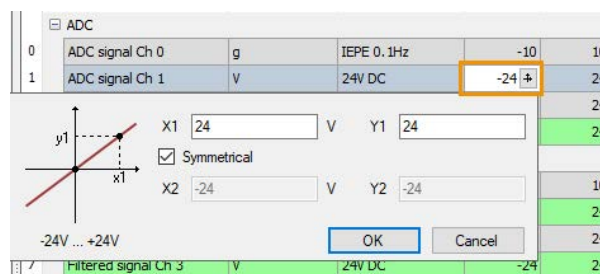 ADC
0 ADC signal Ch 0 g IEPE 0.1Hz -10
1 ADC signal Ch 1 V 24V DC -24
y1
x1
X1 24 V Y1 24
Symmetrical
X2 -24 V Y2 -24
-24V ... +24V
OK Cancel
7 Filtered signal Ch 3 V 24V DC -24